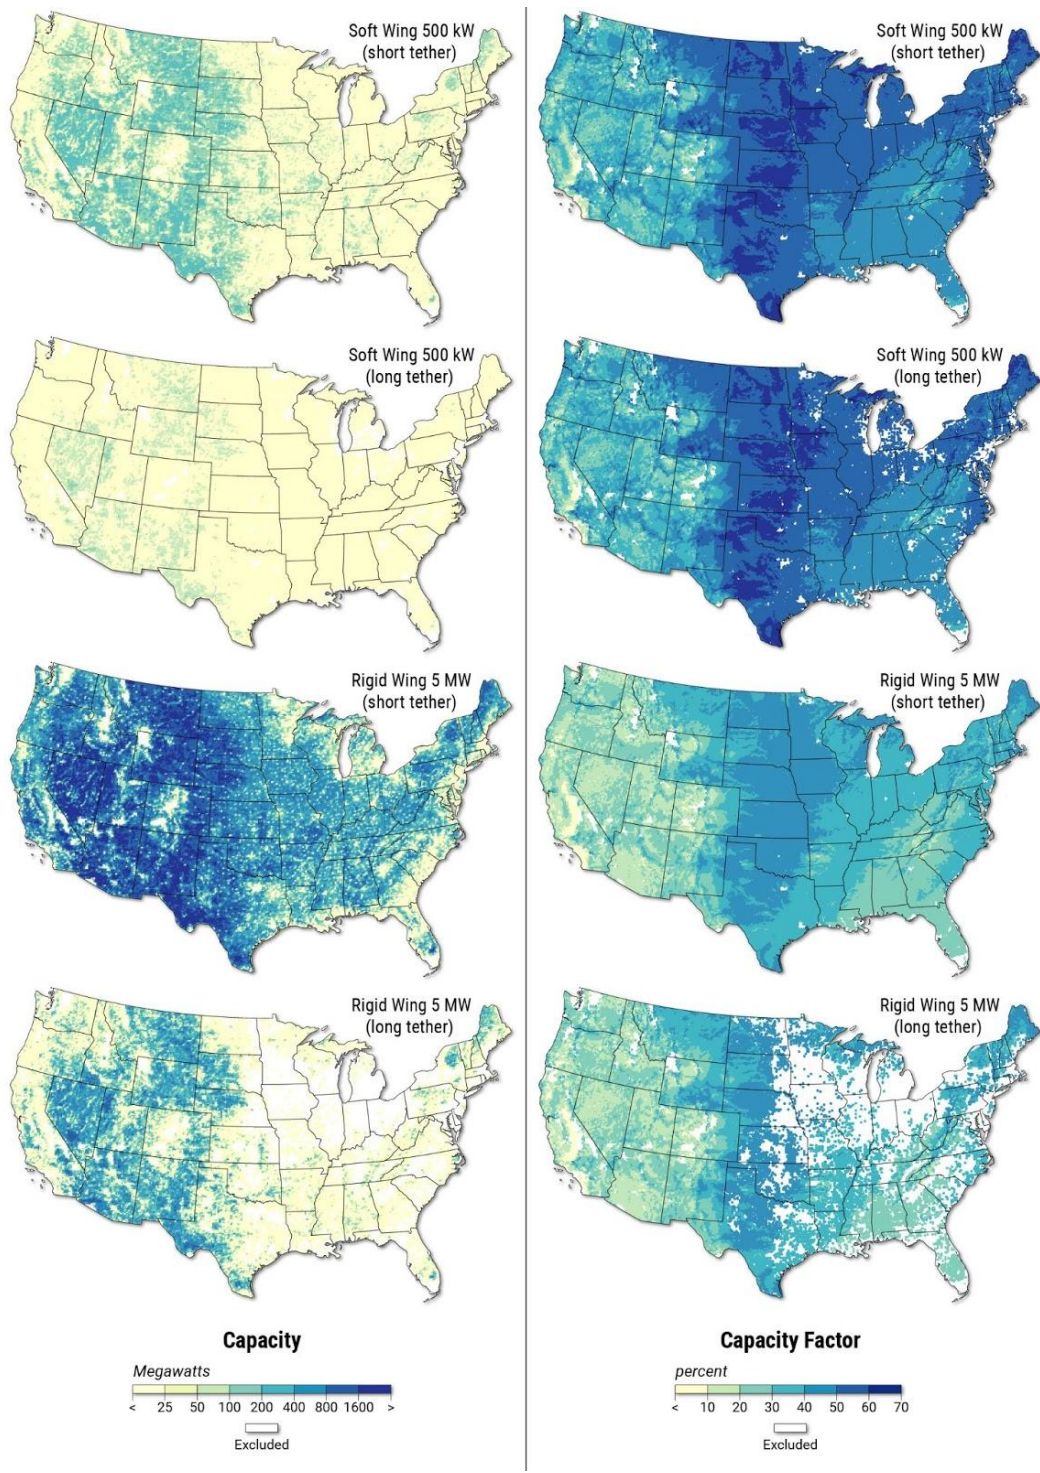 Soft Wing 500 kW
(short tether)
Soft Wing 500 kW
(long tether)
Rigid Wing 5 MW
(short tether)
Rigid Wing 5 MW
(long tether)
Capacity
Megawatts
< 25 50 100 200 400 800 1600 >
Excluded
Soft Wing 500 kW
(short tether)
Soft Wing 500 kW
(long tether)
Rigid Wing 5 MW
(short tether)
Rigid Wing 5 MW
(long tether)
Capacity Factor
percent
< 10 20 30 40 50 60 70
Excluded